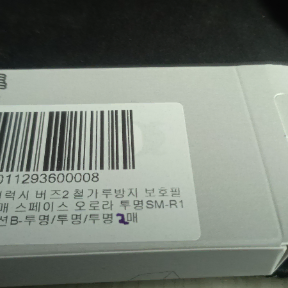 011293600008
럭시 버즈2 철가루방지 보호필
매 스페이스 오로라 투명SM-R1
션B-투명/투명/투명2매